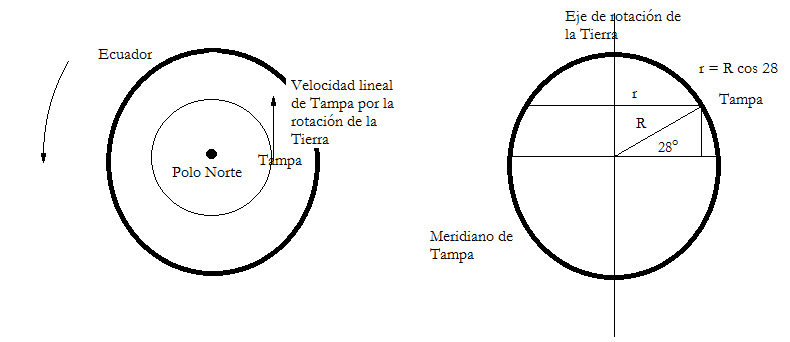 Ecuador
Velocidad lineal
de Tampa por la
rotación de la
Tierra
Tampa
Polo Norte
Eje de rotación de
la Tierra
r = R cos 28
r
Tampa
R
28º
Meridiano de
Tampa